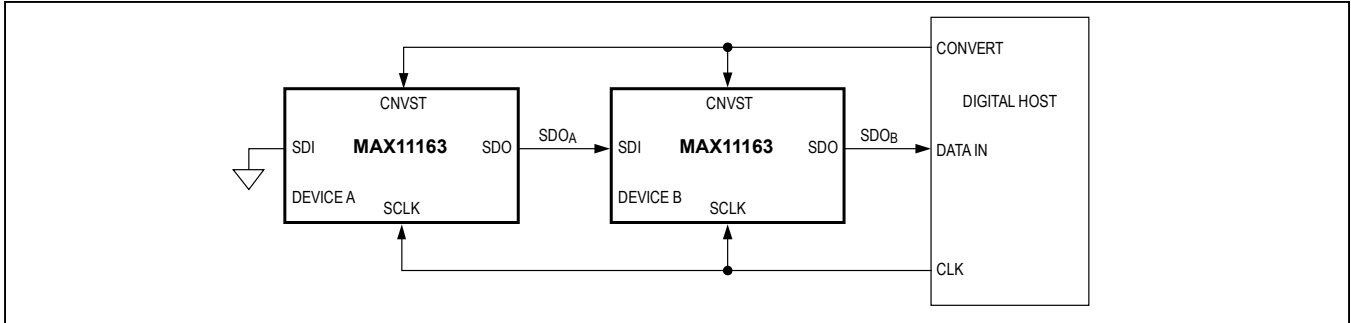 CONVERT
CNVST
CNVST
DIGITAL HOST
SDI MAX11163 SDO
SDOA
SDI MAX11163 SDO
SDOB
DATA IN
DEVICE A
SCLK
DEVICE B
SCLK
CLK